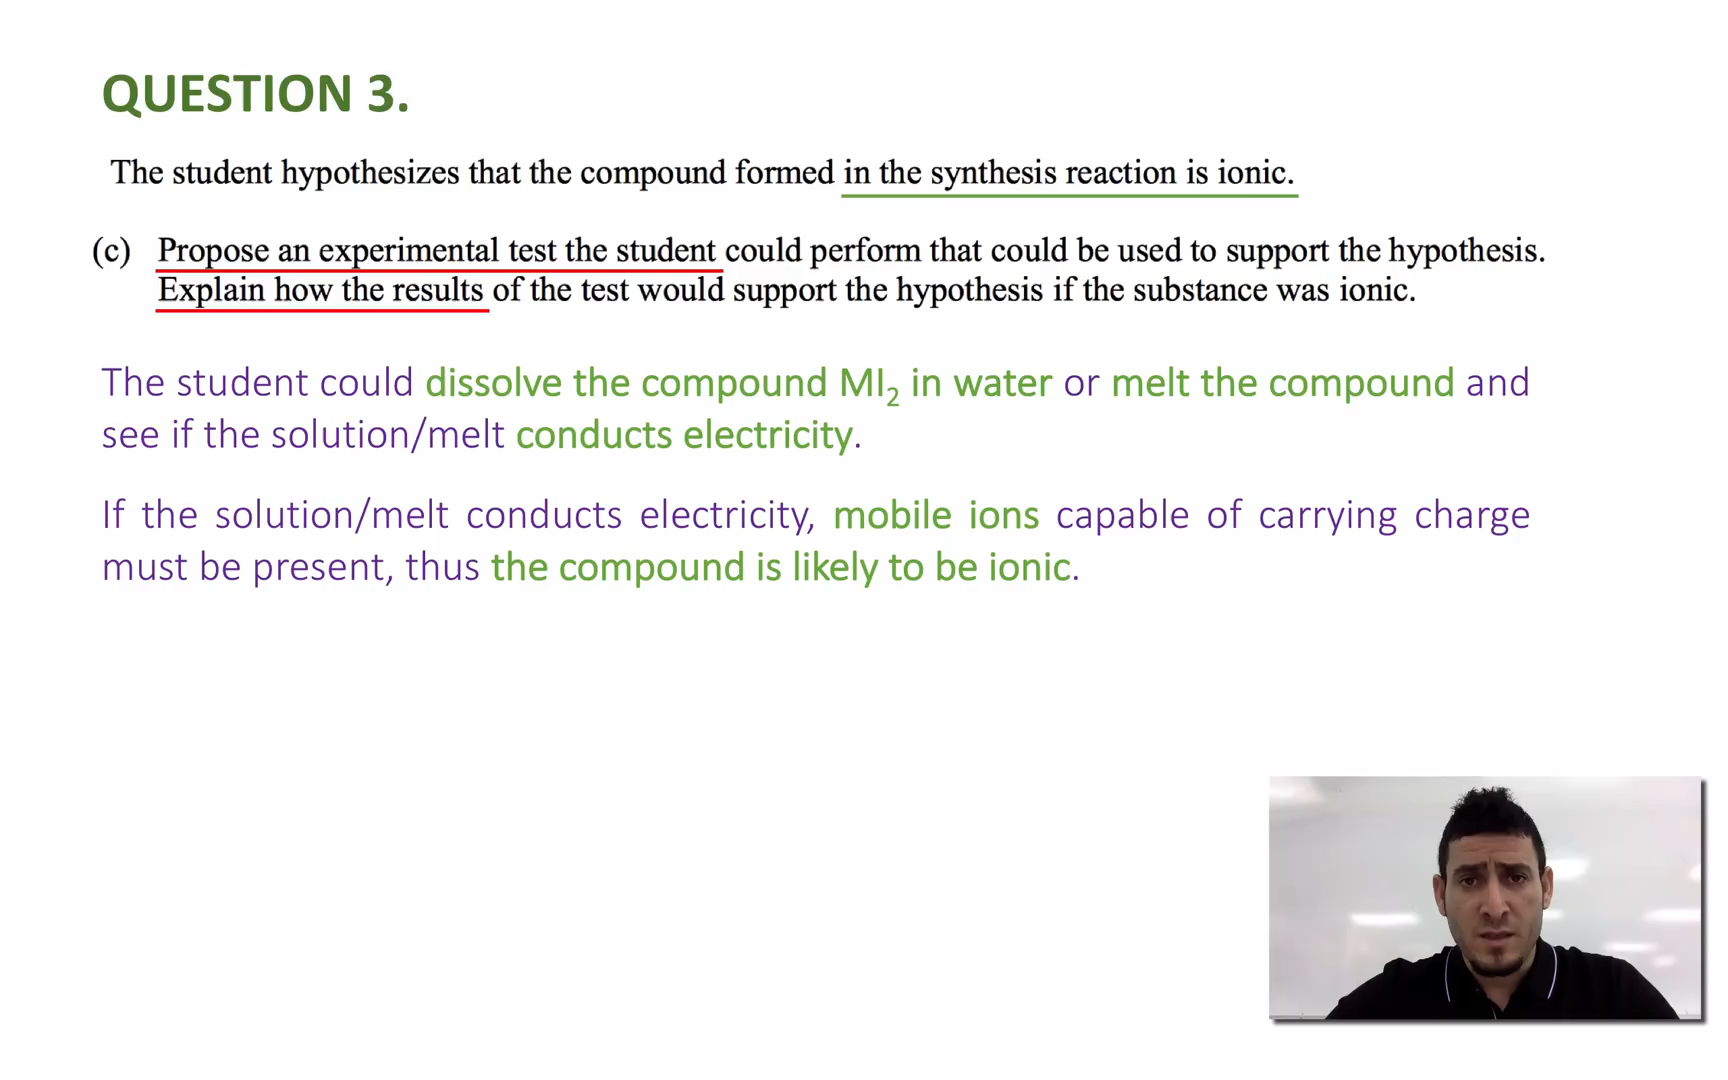 QUESTION 3.
The student hypothesizes that the compound formed in the synthesis reaction is ionic.
(c) Propose an experimental test the student could perform that could be used to support the hypothesis.
Explain how the results of the test would support the hypothesis if the substance was ionic.
The student could dissolve the compound MI₂ in water or melt the compound and
see if the solution/melt conducts electricity.
If the solution/melt conducts electricity, mobile ions capable of carrying charge
must be present, thus the compound is likely to be ionic.